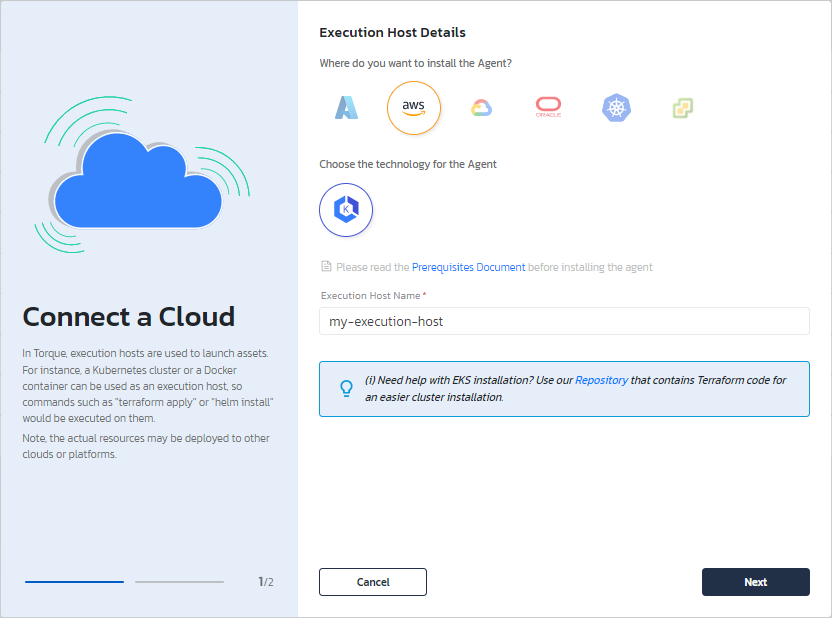 Execution Host Details
Where do you want to install the Agent?
aws
ORACLE
Choose the technology for the Agent
K
Please read the Prerequisites Document before installing the agent
Execution Host Name *
my-execution-host
(i) Need help with EKS installation? Use our Repository that contains Terraform code for
an easier cluster installation.
Cancel
Next
Connect a Cloud
In Torque, execution hosts are used to launch assets.
For instance, a Kubernetes cluster or a Docker
container can be used as an execution host, so
commands such as "terraform apply" or "helm install"
would be executed on them.
Note, the actual resources may be deployed to other
clouds or platforms.
1/2